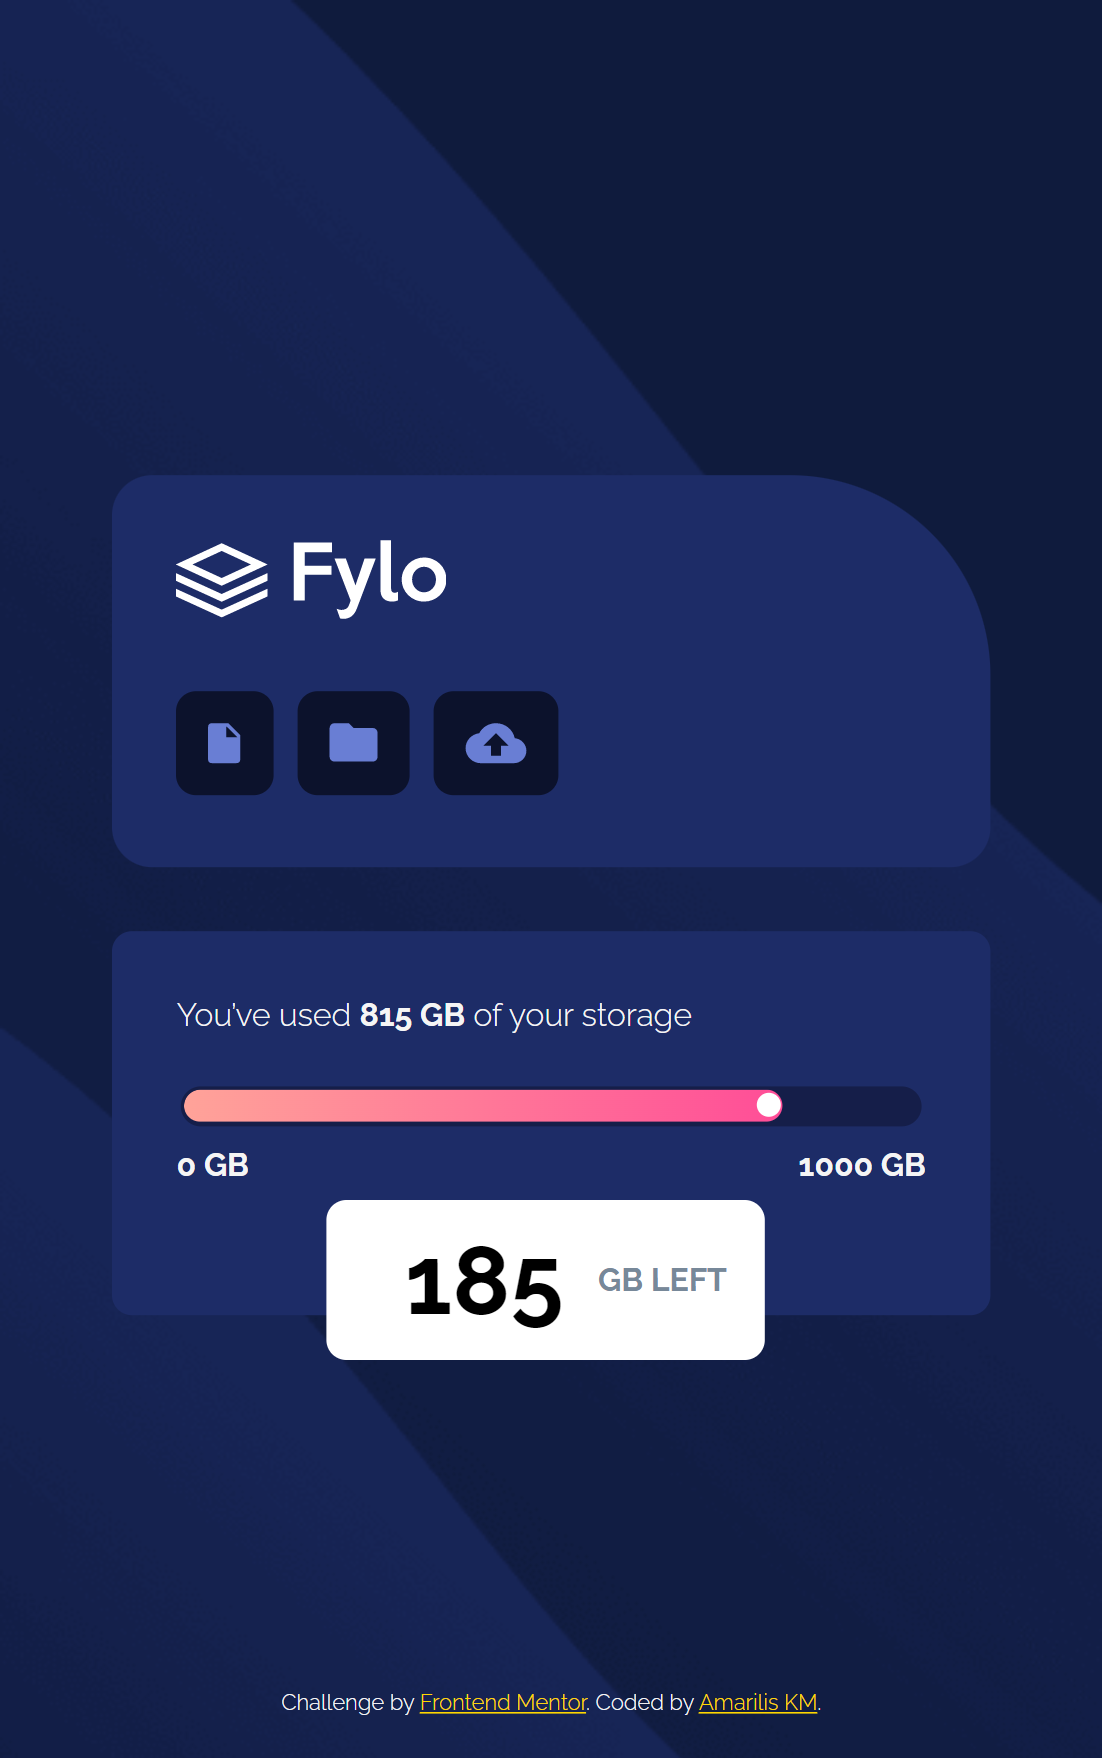 Fylo
You've used 815 GB of your storage
0 GB 1000 GB
185 GB LEFT
Challenge by Frontend Mentor. Coded by Amarilis KM.